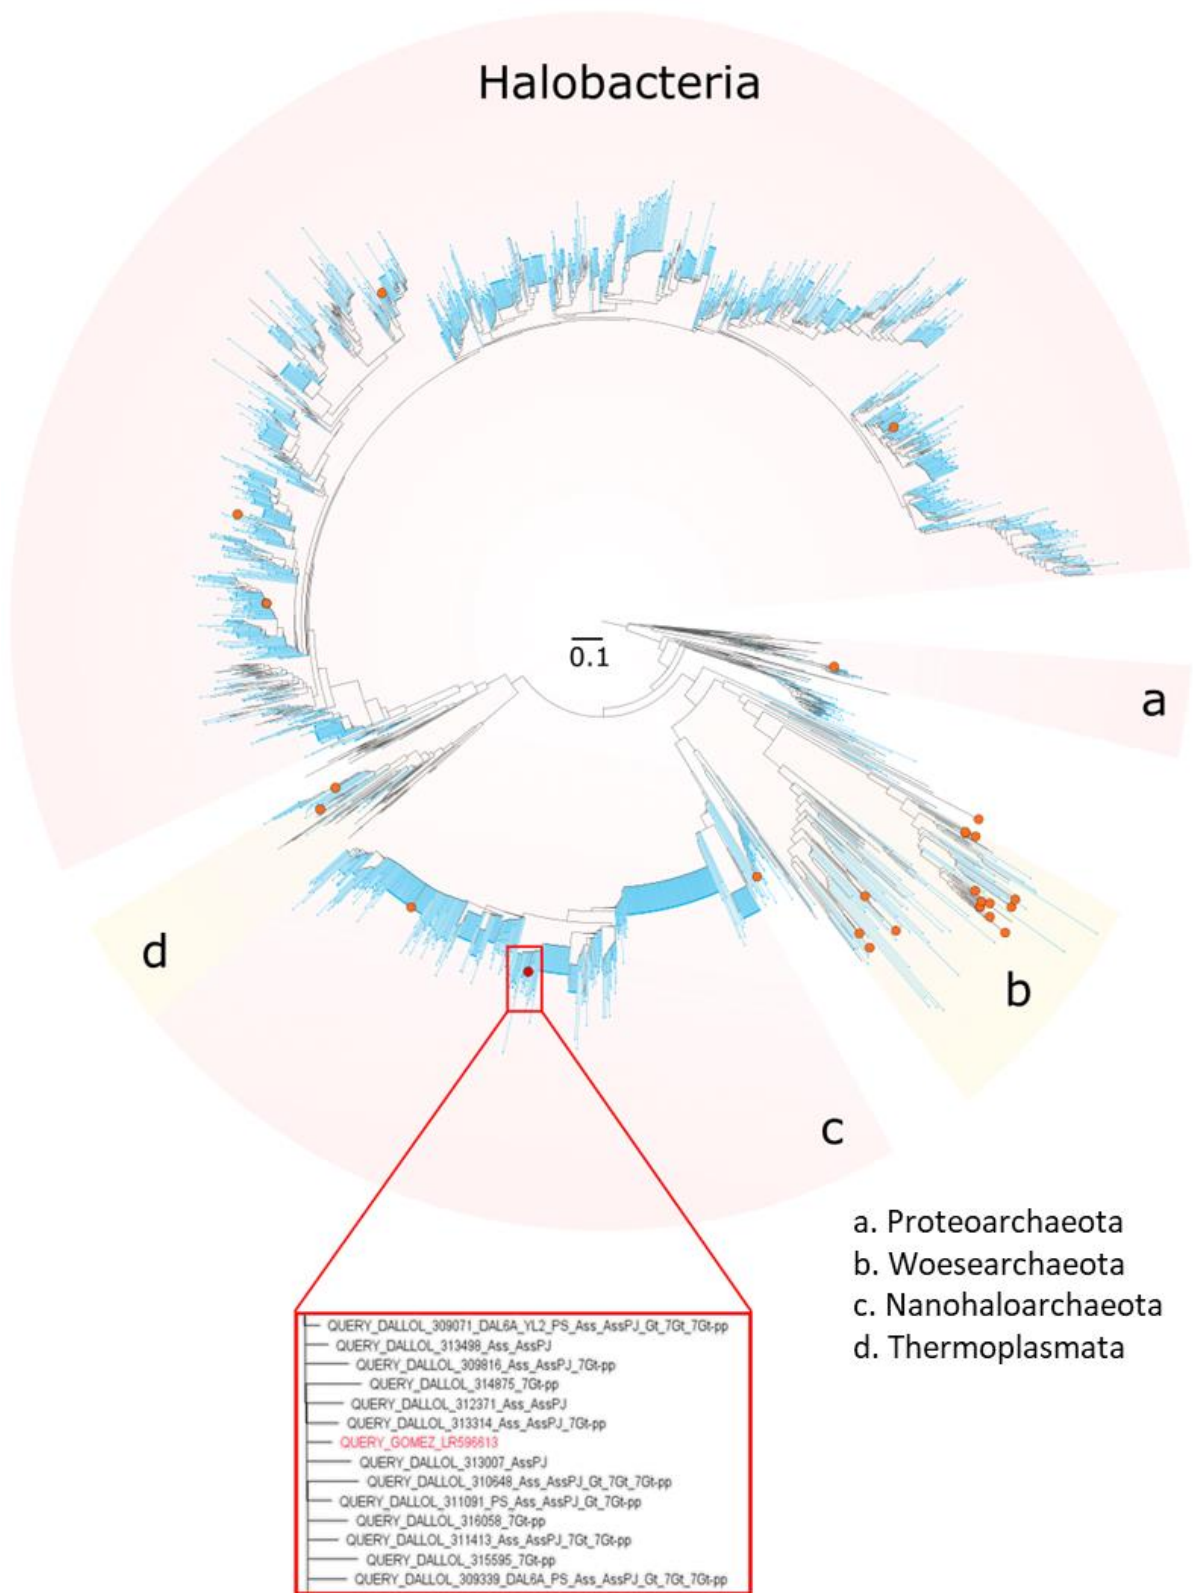 Halobacteria
0.1
a
b
c
d
a. Proteoarchaeota
b. Woesearchaeota
c. Nanohaloarchaeota
d. Thermoplasmata
QUERY_DALLOL_309071_DAL6A_YL2_PS_Ass_AssPJ_Gt_7Gt_7Gt-pp
QUERY_DALLOL_313498_Ass_AssPJ
QUERY_DALLOL_309816_Ass_AssPJ_7Gt-pp
QUERY_DALLOL_314875_7Gt-pp
QUERY_DALLOL_312371_Ass_AssPJ
QUERY_DALLOL_313314_Ass_AssPJ_7Gt-pp
QUERY_GOMEZ_LR596613
QUERY_DALLOL_313007_AssPJ
QUERY_DALLOL_310648_Ass_AssPJ_Gt_7Gt_7Gt-pp
QUERY_DALLOL_311091_PS_Ass_AssPJ_Gt_7Gt-pp
QUERY_DALLOL_316058_7Gt-pp
QUERY_DALLOL_311413_Ass_AssPJ_7Gt_7Gt-pp
QUERY_DALLOL_315595_7Gt-pp
QUERY_DALLOL_309339_DAL6A_PS_Ass_AssPJ_Gt_7Gt_7Gt-pp